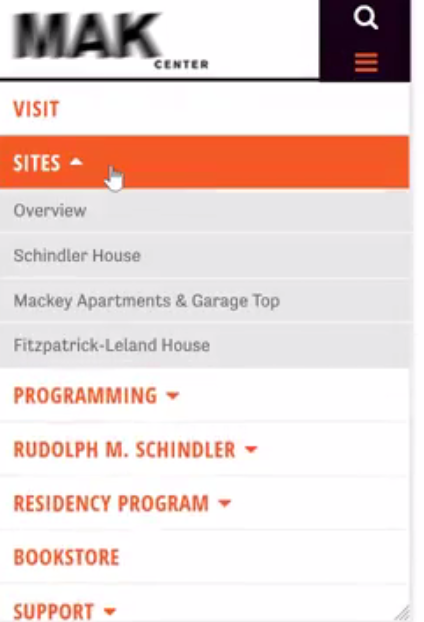 MAK
CENTER
VISIT
SITES
Overview
Schindler House
Mackey Apartments & Garage Top
Fitzpatrick-Leland House
PROGRAMMING
RUDOLPH M. SCHINDLER
RESIDENCY PROGRAM
BOOKSTORE
SUPPORT